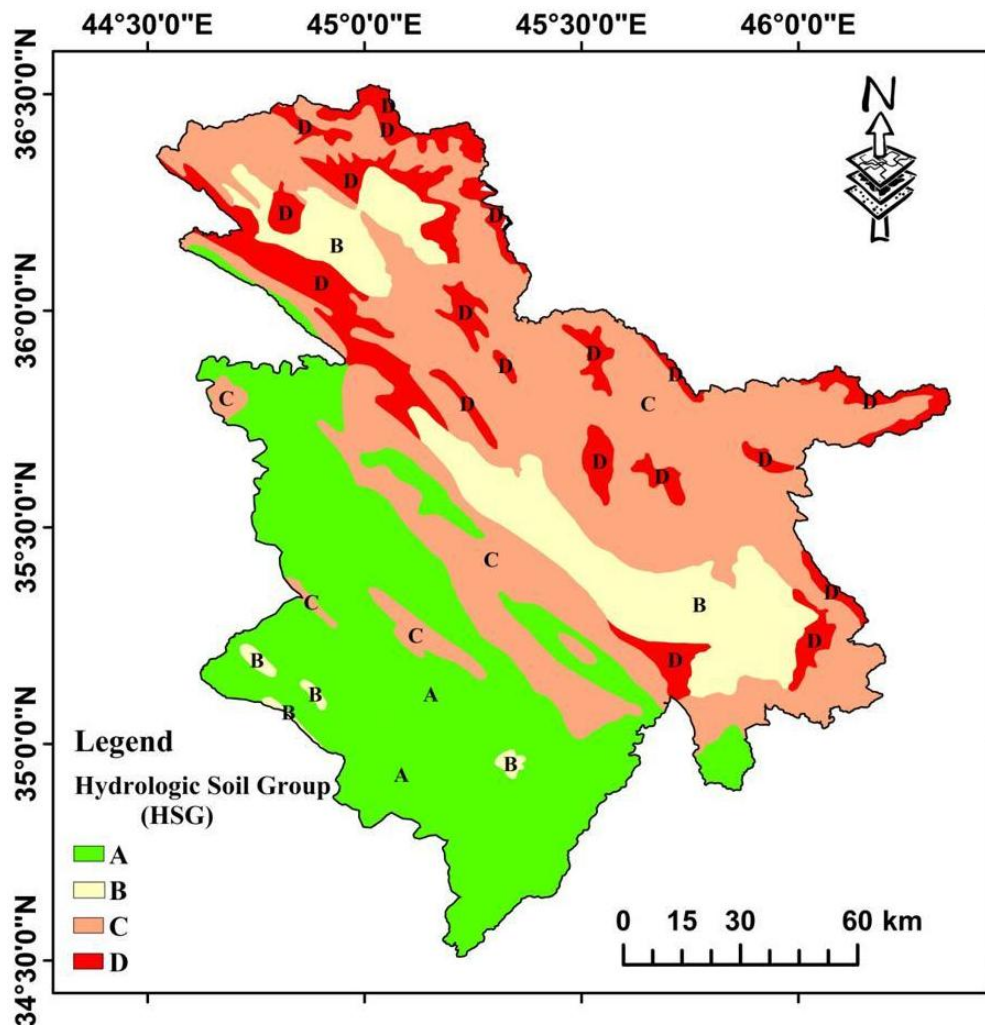 44°30'0"E 45°0'0"E 45°30'0"E 46°0'0"E
36°30'0"N
36°0'0"N
35°30'0"N
35°0'0"N
34°30'0"N
N
D
D
D
D
D
D
B
D
D
D
D
D
C
D
D
C
D
D
D
C
D
C
B
C
D
D
B
B
A
B
B
A
Legend
Hydrologic Soil Group
(HSG)
A
B
C
D
0 15 30 60 km